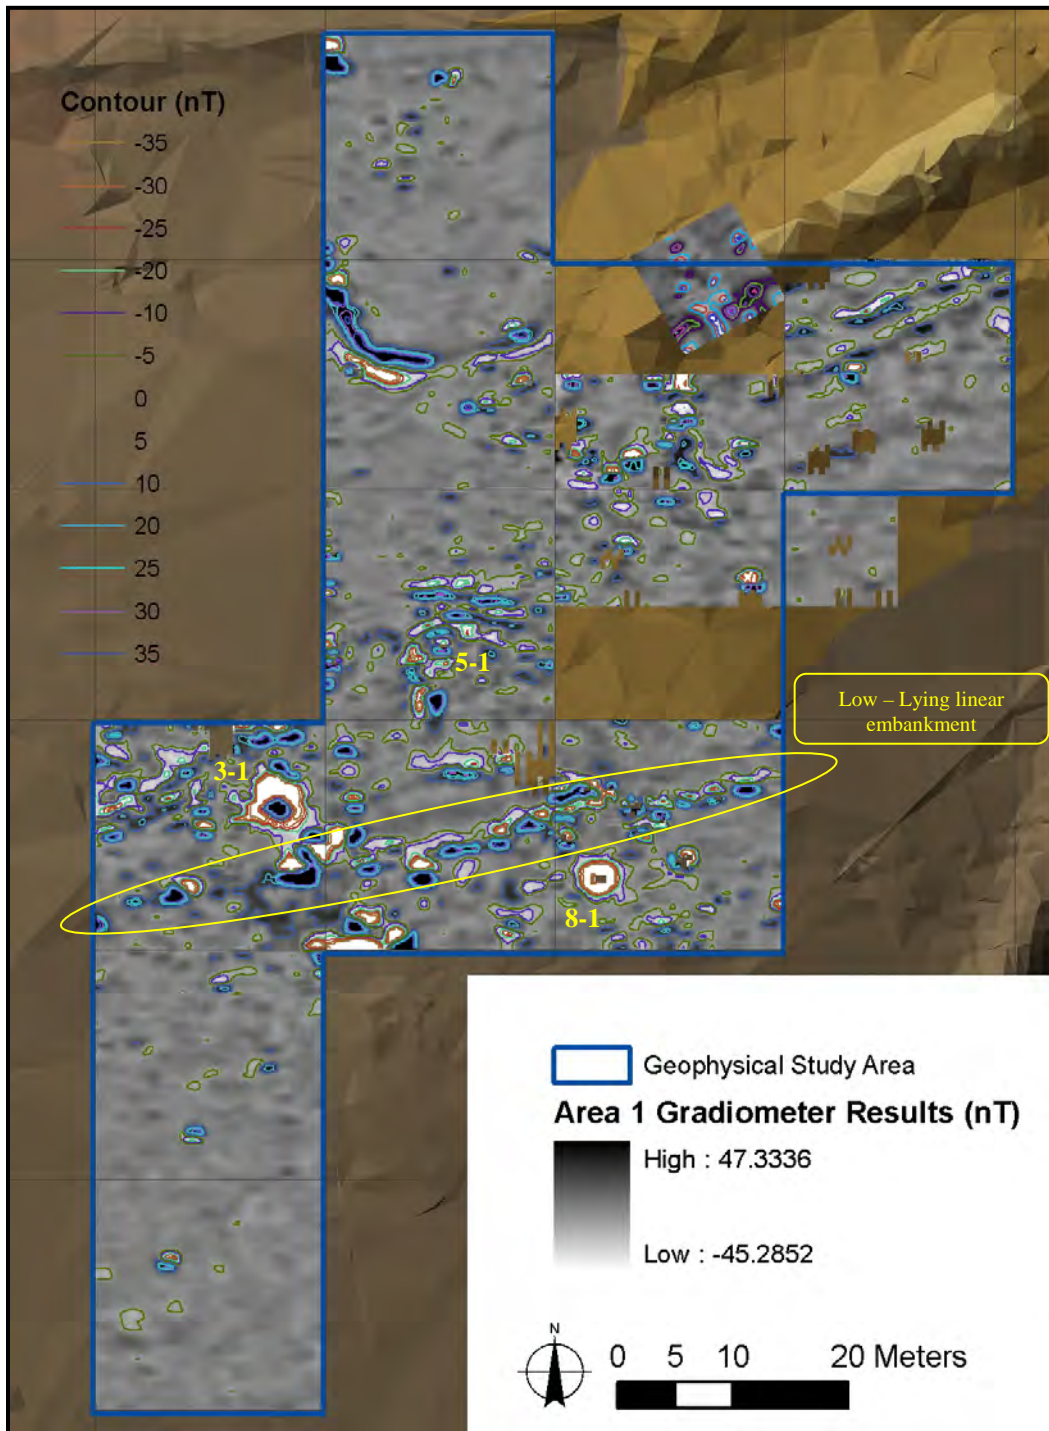 Contour (nT)
-35
-30
-25
-20
-10
-5
0
5
10
20
25
30
35
5-1
Low – Lying linear
embankment
3-1
8-1
Geophysical Study Area
Area 1 Gradiometer Results (nT)
High : 47.3336
Low : -45.2852
N
0 5 10 20 Meters